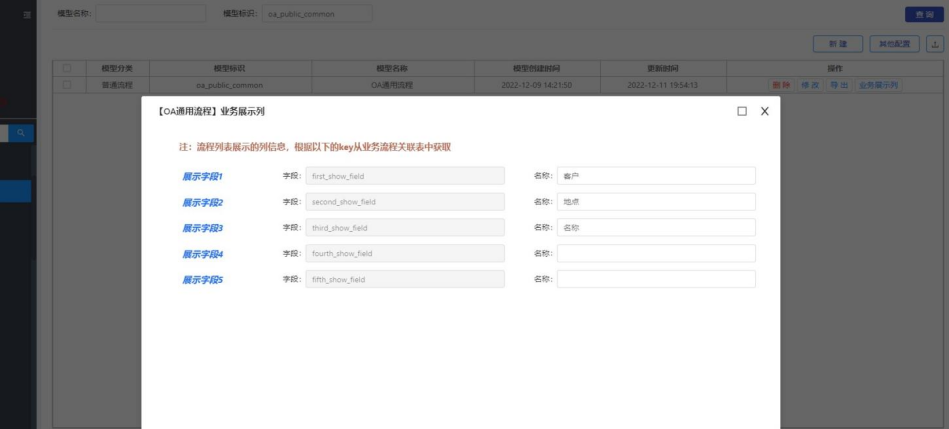 模型名称:
模型标识: oa_public_common
查 询
新 建 其他配置
模型分类 模型标识 模型名称 模型创建时间 更新时间 操作
普通流程 oa_public_common OA通用流程 2022-12-09 14:21:50 2022-12-11 19:54:13 删 除 修 改 导 出 业务展示列
【OA通用流程】业务展示列
注：流程列表展示的列信息，根据以下的key从业务流程关联表中获取
展示字段1 字段: first_show_field 名称: 客户
展示字段2 字段: second_show_field 名称: 地点
展示字段3 字段: third_show_field 名称: 名称
展示字段4 字段: fourth_show_field 名称:
展示字段5 字段: fifth_show_field 名称: